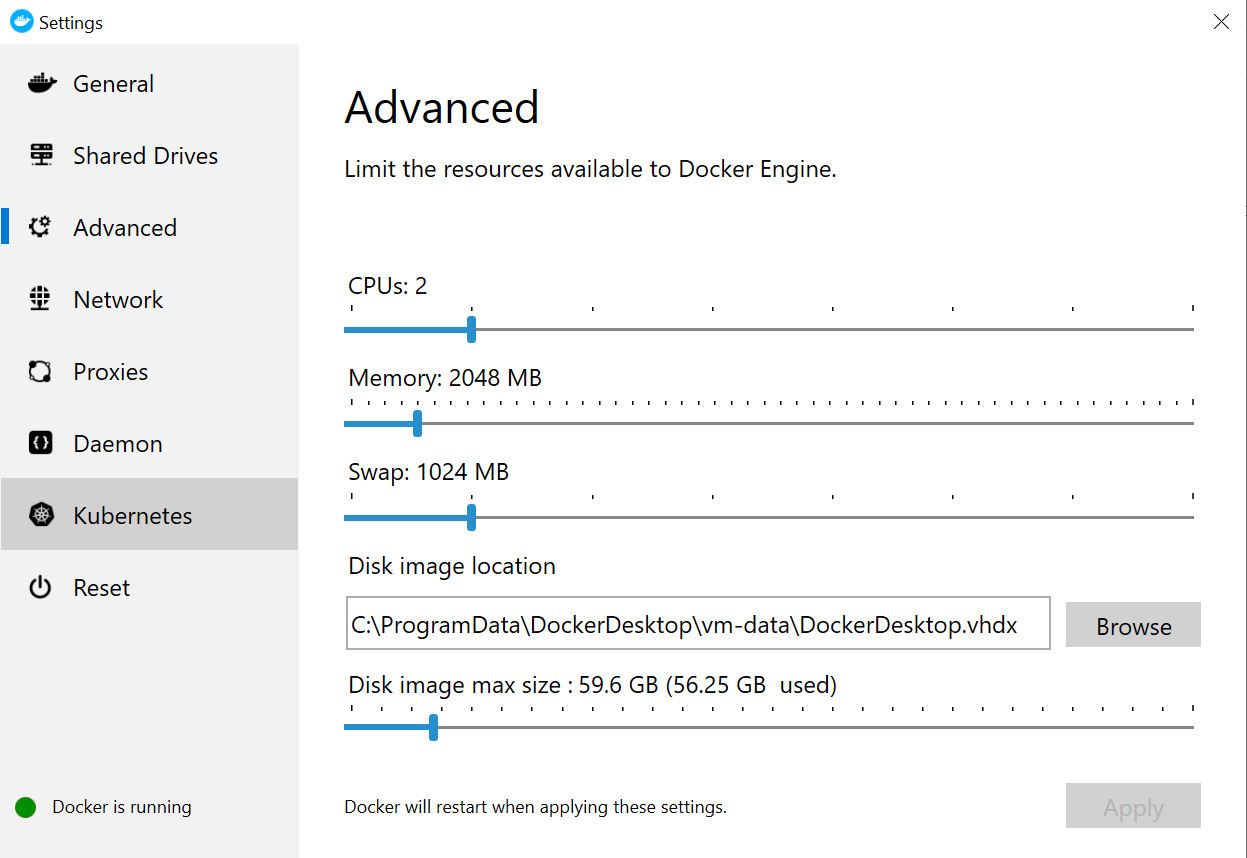 Settings
General
Shared Drives
Advanced
Network
Proxies
Daemon
Kubernetes
Reset
Docker is running
Advanced
Limit the resources available to Docker Engine.
CPUs: 2
Memory: 2048 MB
Swap: 1024 MB
Disk image location
C:\ProgramData\DockerDesktop\vm-data\DockerDesktop.vhdx
Browse
Disk image max size : 59.6 GB (56.25 GB  used)
Docker will restart when applying these settings.
Apply